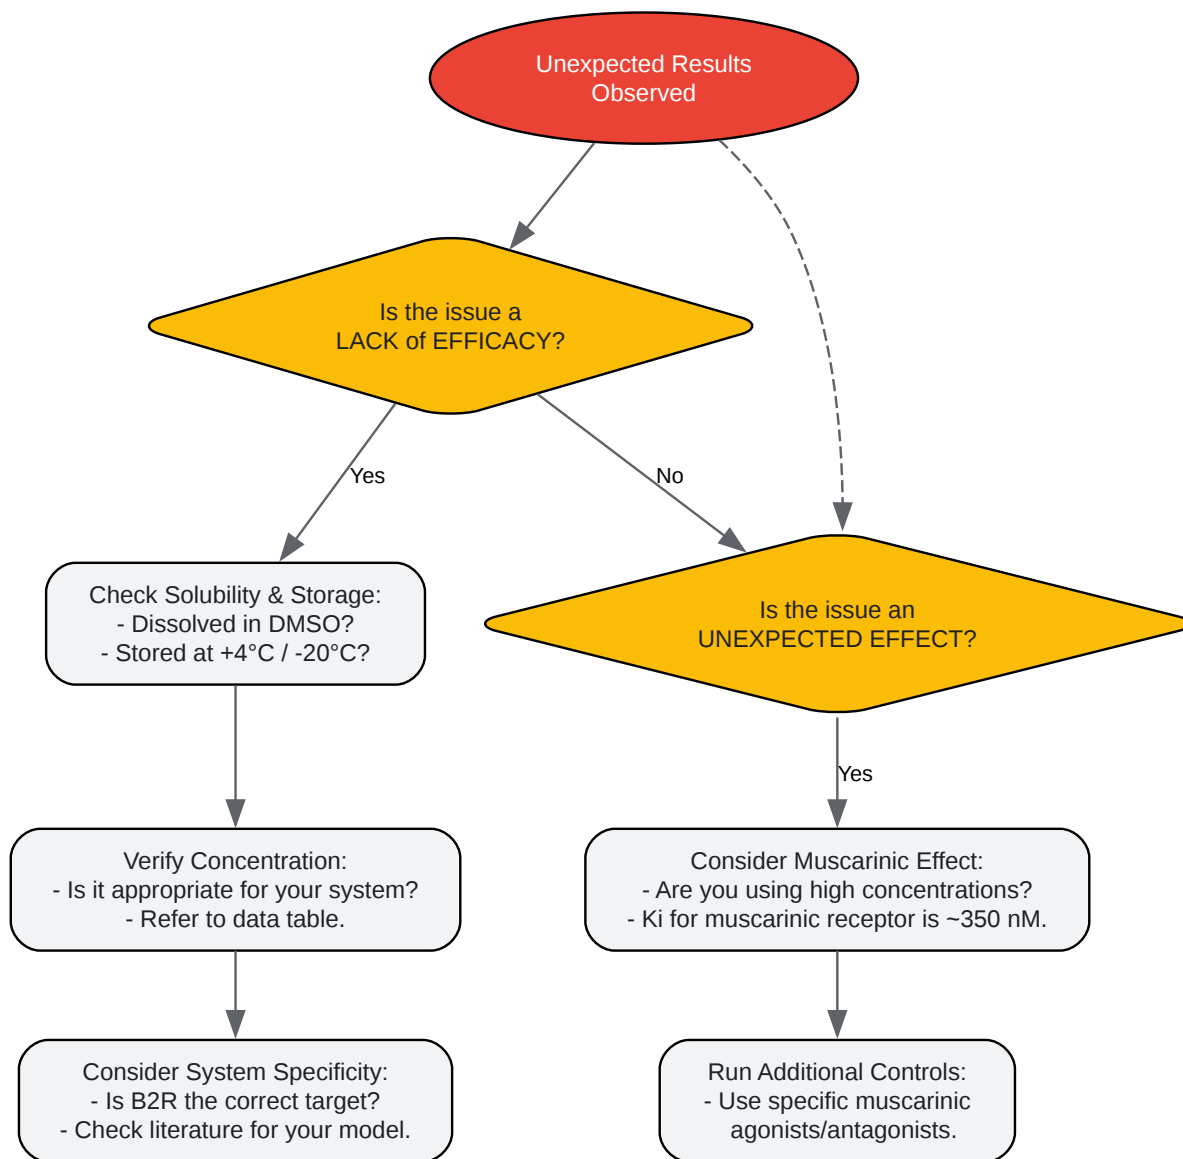 Unexpected Results
Observed
Is the issue a
LACK of EFFICACY?
Yes
No
Check Solubility & Storage:
- Dissolved in DMSO?
- Stored at +4°C / -20°C?
Is the issue an
UNEXPECTED EFFECT?
Yes
Verify Concentration:
- Is it appropriate for your system?
- Refer to data table.
Consider Muscarinic Effect:
- Are you using high concentrations?
- Ki for muscarinic receptor is ~350 nM.
Consider System Specificity:
- Is B2R the correct target?
- Check literature for your model.
Run Additional Controls:
- Use specific muscarinic
agonists/antagonists.